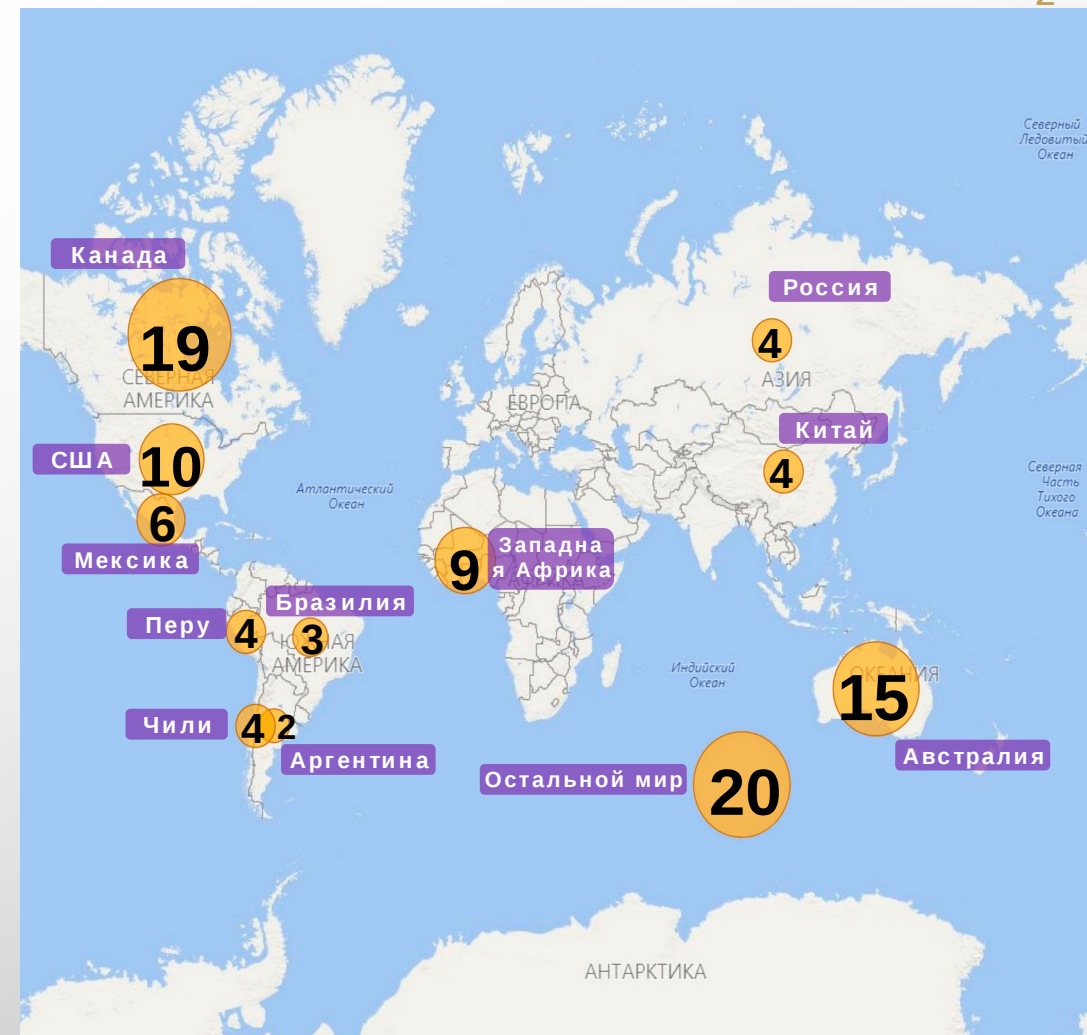 Северный
Ледовитый
Океан
Канада
Россия
19
4
СЕВЕРНАЯ
АМЕРИКА
АЗИЯ
ЕВРОПА
Китай
США
10
4
Атлантический
Океан
Северная
Часть
Тихого
Океана
6
Мексика
9
Западна
я Африка
АФРИКА
Бразилия
Перу
4
3
ЮЖНАЯ
АМЕРИКА
Индийский
Океан
ОКЕАНИЯ
15
Чили
4
2
Аргентина
Австралия
Остальной мир
20
АНТАРКТИКА